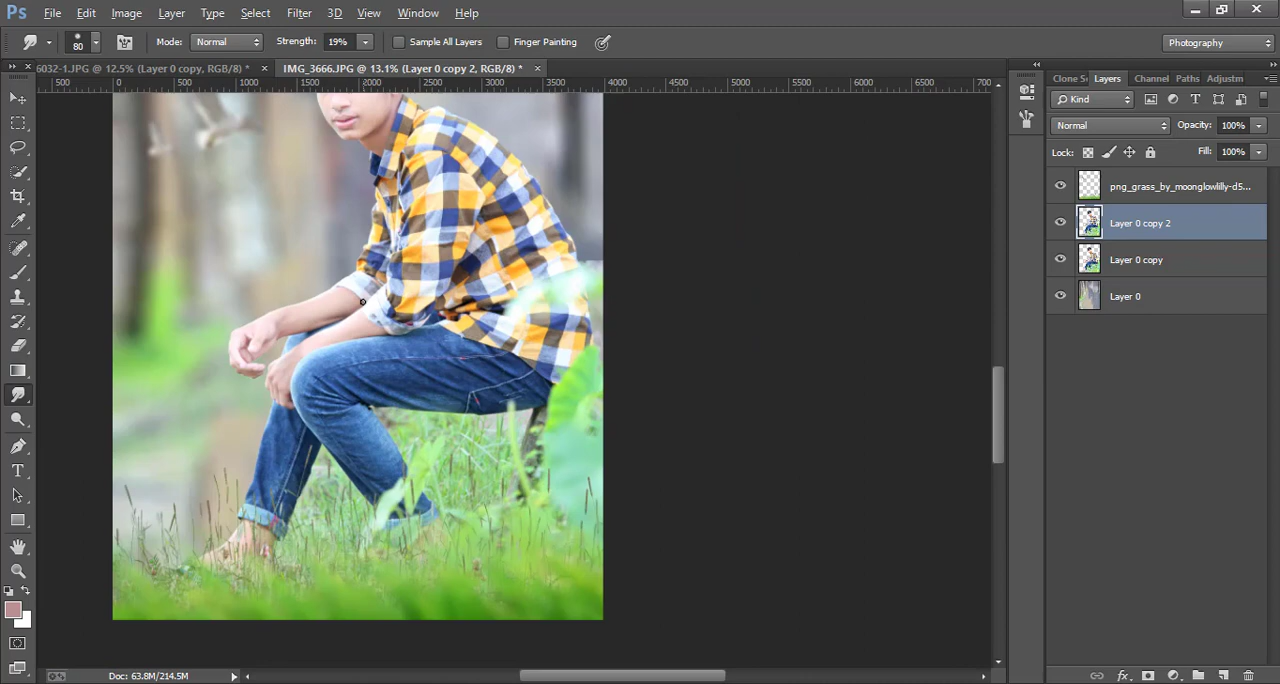 Ps File Edit Image Layer Type Select Filter 3D View Window Help
80 Mode: Normal Strength: 19% Sample All Layers Finger Painting Photography
6032-1.JPG @ 12.5% (Layer 0 copy, RGB/8) * × IMG_3666.JPG @ 13.1% (Layer 0 copy 2, RGB/8) * ×
500 0 500 1000 1500 2000 2500 3000 3500 4000 4500 5000 5500 6000 6500 700
Clone S Layers Channel Paths Adjustm
Kind
Normal Opacity: 100%
Lock: Fill: 100%
png_grass_by_moonglowlilly-d5...
Layer 0 copy 2
Layer 0 copy
Layer 0
T
fx
Doc: 63.8M/214.5M